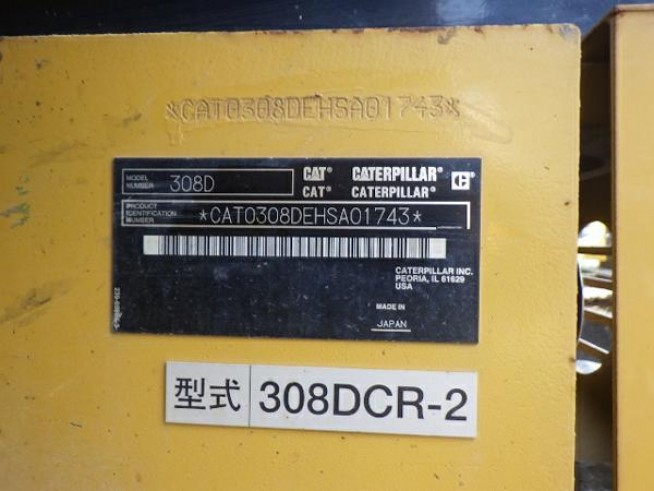 *CAT0308DEHSA01743*
MODEL NUMBER 308D CAT® CATERPILLAR® C
CAT® CATERPILLAR®
PRODUCT IDENTIFICATION NUMBER *CAT0308DEHSA01743*
CATERPILLAR INC.
PEORIA, IL 61629
USA
MADE IN
JAPAN
型式 308DCR-2